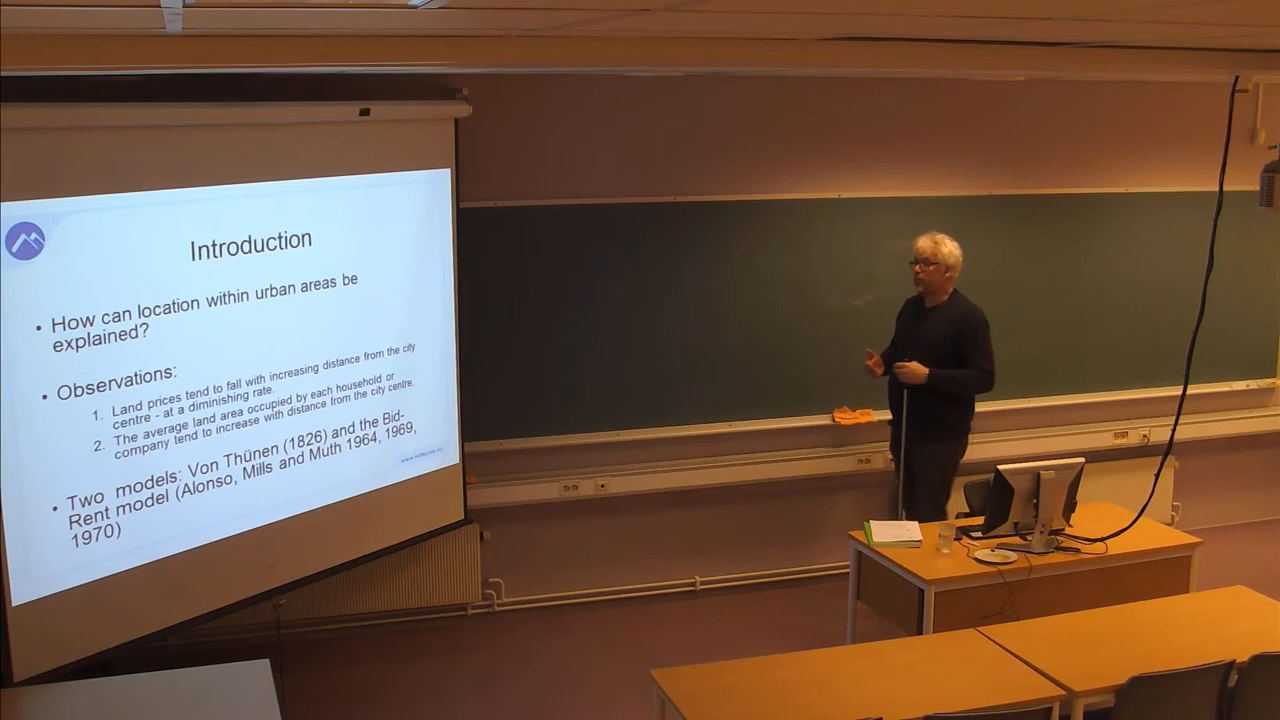 Introduction
• How can location within urban areas be
explained?
• Observations:
1. Land prices tend to fall with increasing distance from the city
centre - at a diminishing rate.
2. The average land area occupied by each household or
company tend to increase with distance from the city centre.
• Two models: Von Thünen (1826) and the Bid-
Rent model (Alonso, Mills and Muth 1964, 1969,
1970)